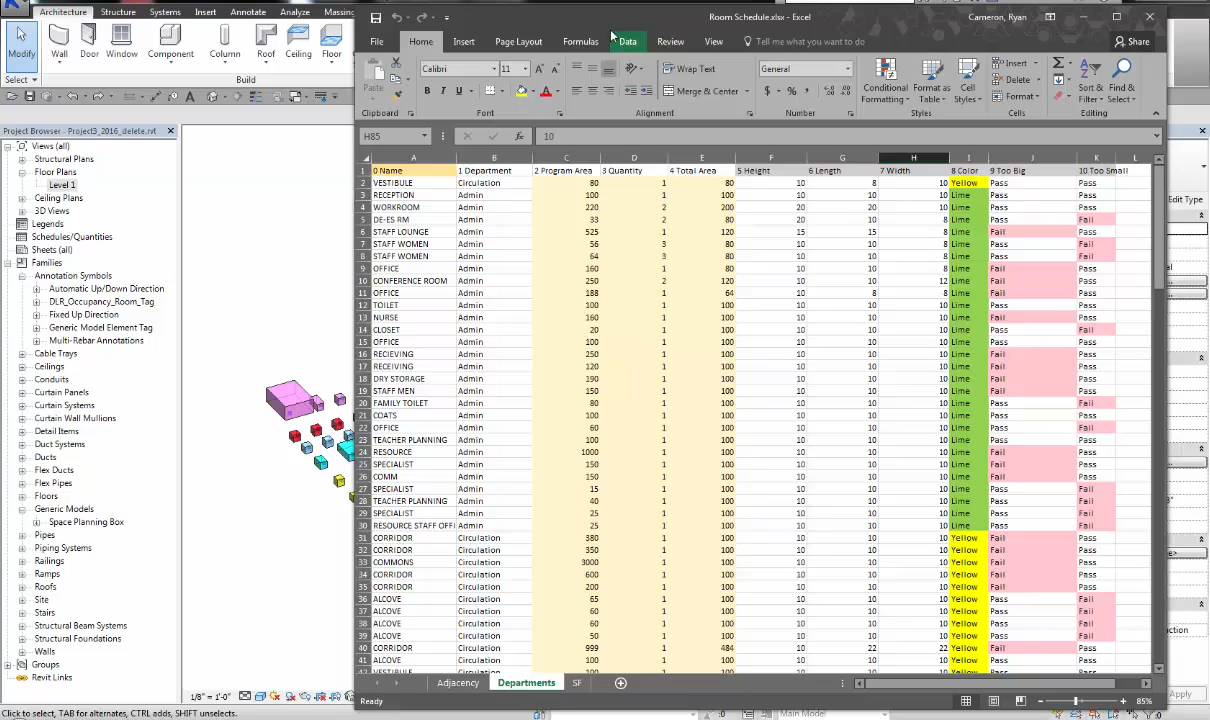 Architecture Structure Systems Insert Annotate Analyze Massing
Modify Wall Door Window Component Column Roof Ceiling Floor
Select Build
Project Browser - Project3_2016_delete.rvt
Views (all)
Structural Plans
Floor Plans
Level 1
Ceiling Plans
3D Views
Legends
Schedules/Quantities
Sheets (all)
Families
Annotation Symbols
Automatic Up/Down Direction
DLR_Occupancy_Room_Tag
Fixed Up Direction
Generic Model Element Tag
Multi-Rebar Annotations
Cable Trays
Ceilings
Conduits
Curtain Panels
Curtain Systems
Curtain Wall Mullions
Detail Items
Duct Systems
Ducts
Flex Ducts
Flex Pipes
Floors
Generic Models
Space Planning Box
Pipes
Piping Systems
Railings
Ramps
Roofs
Site
Stairs
Structural Beam Systems
Structural Foundations
Walls
Groups
Revit Links
1/8" = 1'-0"
Click to select, TAB for alternates, CTRL adds, SHIFT unselects.
Room Schedule.xlsx - Excel
Cameron, Ryan
File Home Insert Page Layout Formulas Data Review View Tell me what you want to do Share
Paste Calibri 11 Wrap Text General Insert
B I U Merge & Center $ % Conditional Formatting Format as Table Cell Styles Delete Format Sort & Filter Find & Select
Clipboard Font Alignment Number Styles Cells Editing
H85 10
A B C D E F G H I J K L
1 0 Name 1 Department 2 Program Area 3 Quantity 4 Total Area 5 Height 6 Length 7 Width 8 Color 9 Too Big 10 Too Small
2 VESTIBULE Circulation 80 1 80 10 8 10 Yellow Pass Pass
3 RECEPTION Admin 100 1 100 10 10 10 Lime Pass Pass
4 WORKROOM Admin 220 2 200 20 20 10 Lime Pass Pass
5 DE-ES RM Admin 33 2 80 20 10 8 Lime Pass Fail
6 STAFF LOUNGE Admin 525 1 120 15 15 8 Lime Fail Pass
7 STAFF WOMEN Admin 56 3 80 10 10 8 Lime Pass Fail
8 STAFF WOMEN Admin 64 3 80 10 10 8 Lime Pass Fail
9 OFFICE Admin 160 1 80 10 10 8 Lime Fail Pass
10 CONFERENCE ROOM Admin 250 2 120 10 10 12 Lime Fail Pass
11 OFFICE Admin 188 1 64 10 8 8 Lime Fail Pass
12 TOILET Admin 100 1 100 10 10 10 Lime Pass Pass
13 NURSE Admin 160 1 100 10 10 10 Lime Fail Pass
14 CLOSET Admin 20 1 100 10 10 10 Lime Pass Fail
15 OFFICE Admin 100 1 100 10 10 10 Lime Pass Pass
16 RECIEVING Admin 250 1 100 10 10 10 Lime Fail Pass
17 RECEIVING Admin 120 1 100 10 10 10 Lime Fail Pass
18 DRY STORAGE Admin 190 1 100 10 10 10 Lime Fail Pass
19 STAFF MEN Admin 150 1 100 10 10 10 Lime Fail Pass
20 FAMILY TOILET Admin 80 1 100 10 10 10 Lime Pass Fail
21 COATS Admin 100 1 100 10 10 10 Lime Pass Pass
22 OFFICE Admin 60 1 100 10 10 10 Lime Pass Fail
23 TEACHER PLANNING Admin 100 1 100 10 10 10 Lime Pass Pass
24 RESOURCE Admin 1000 1 100 10 10 10 Lime Fail Pass
25 SPECIALIST Admin 150 1 100 10 10 10 Lime Fail Pass
26 COMM Admin 150 1 100 10 10 10 Lime Fail Pass
27 SPECIALIST Admin 15 1 100 10 10 10 Lime Pass Fail
28 TEACHER PLANNING Admin 40 1 100 10 10 10 Lime Pass Fail
29 SPECIALIST Admin 25 1 100 10 10 10 Lime Pass Fail
30 RESOURCE STAFF OFFI Admin 25 1 100 10 10 10 Lime Pass Fail
31 CORRIDOR Circulation 380 1 100 10 10 10 Yellow Fail Pass
32 CORRIDOR Circulation 350 1 100 10 10 10 Yellow Fail Pass
33 COMMONS Circulation 3000 1 100 10 10 10 Yellow Fail Pass
34 CORRIDOR Circulation 600 1 100 10 10 10 Yellow Fail Pass
35 CORRIDOR Circulation 200 1 100 10 10 10 Yellow Fail Pass
36 ALCOVE Circulation 65 1 100 10 10 10 Yellow Pass Fail
37 ALCOVE Circulation 60 1 100 10 10 10 Yellow Pass Fail
38 ALCOVE Circulation 60 1 100 10 10 10 Yellow Pass Fail
39 ALCOVE Circulation 50 1 100 10 10 10 Yellow Pass Fail
40 CORRIDOR Circulation 999 1 484 10 22 22 Yellow Fail Pass
41 ALCOVE Circulation 100 1 100 10 10 10 Yellow Pass Pass
Adjacency Departments SF
Ready 85%
Edit Type
Apply
:0 Main Model